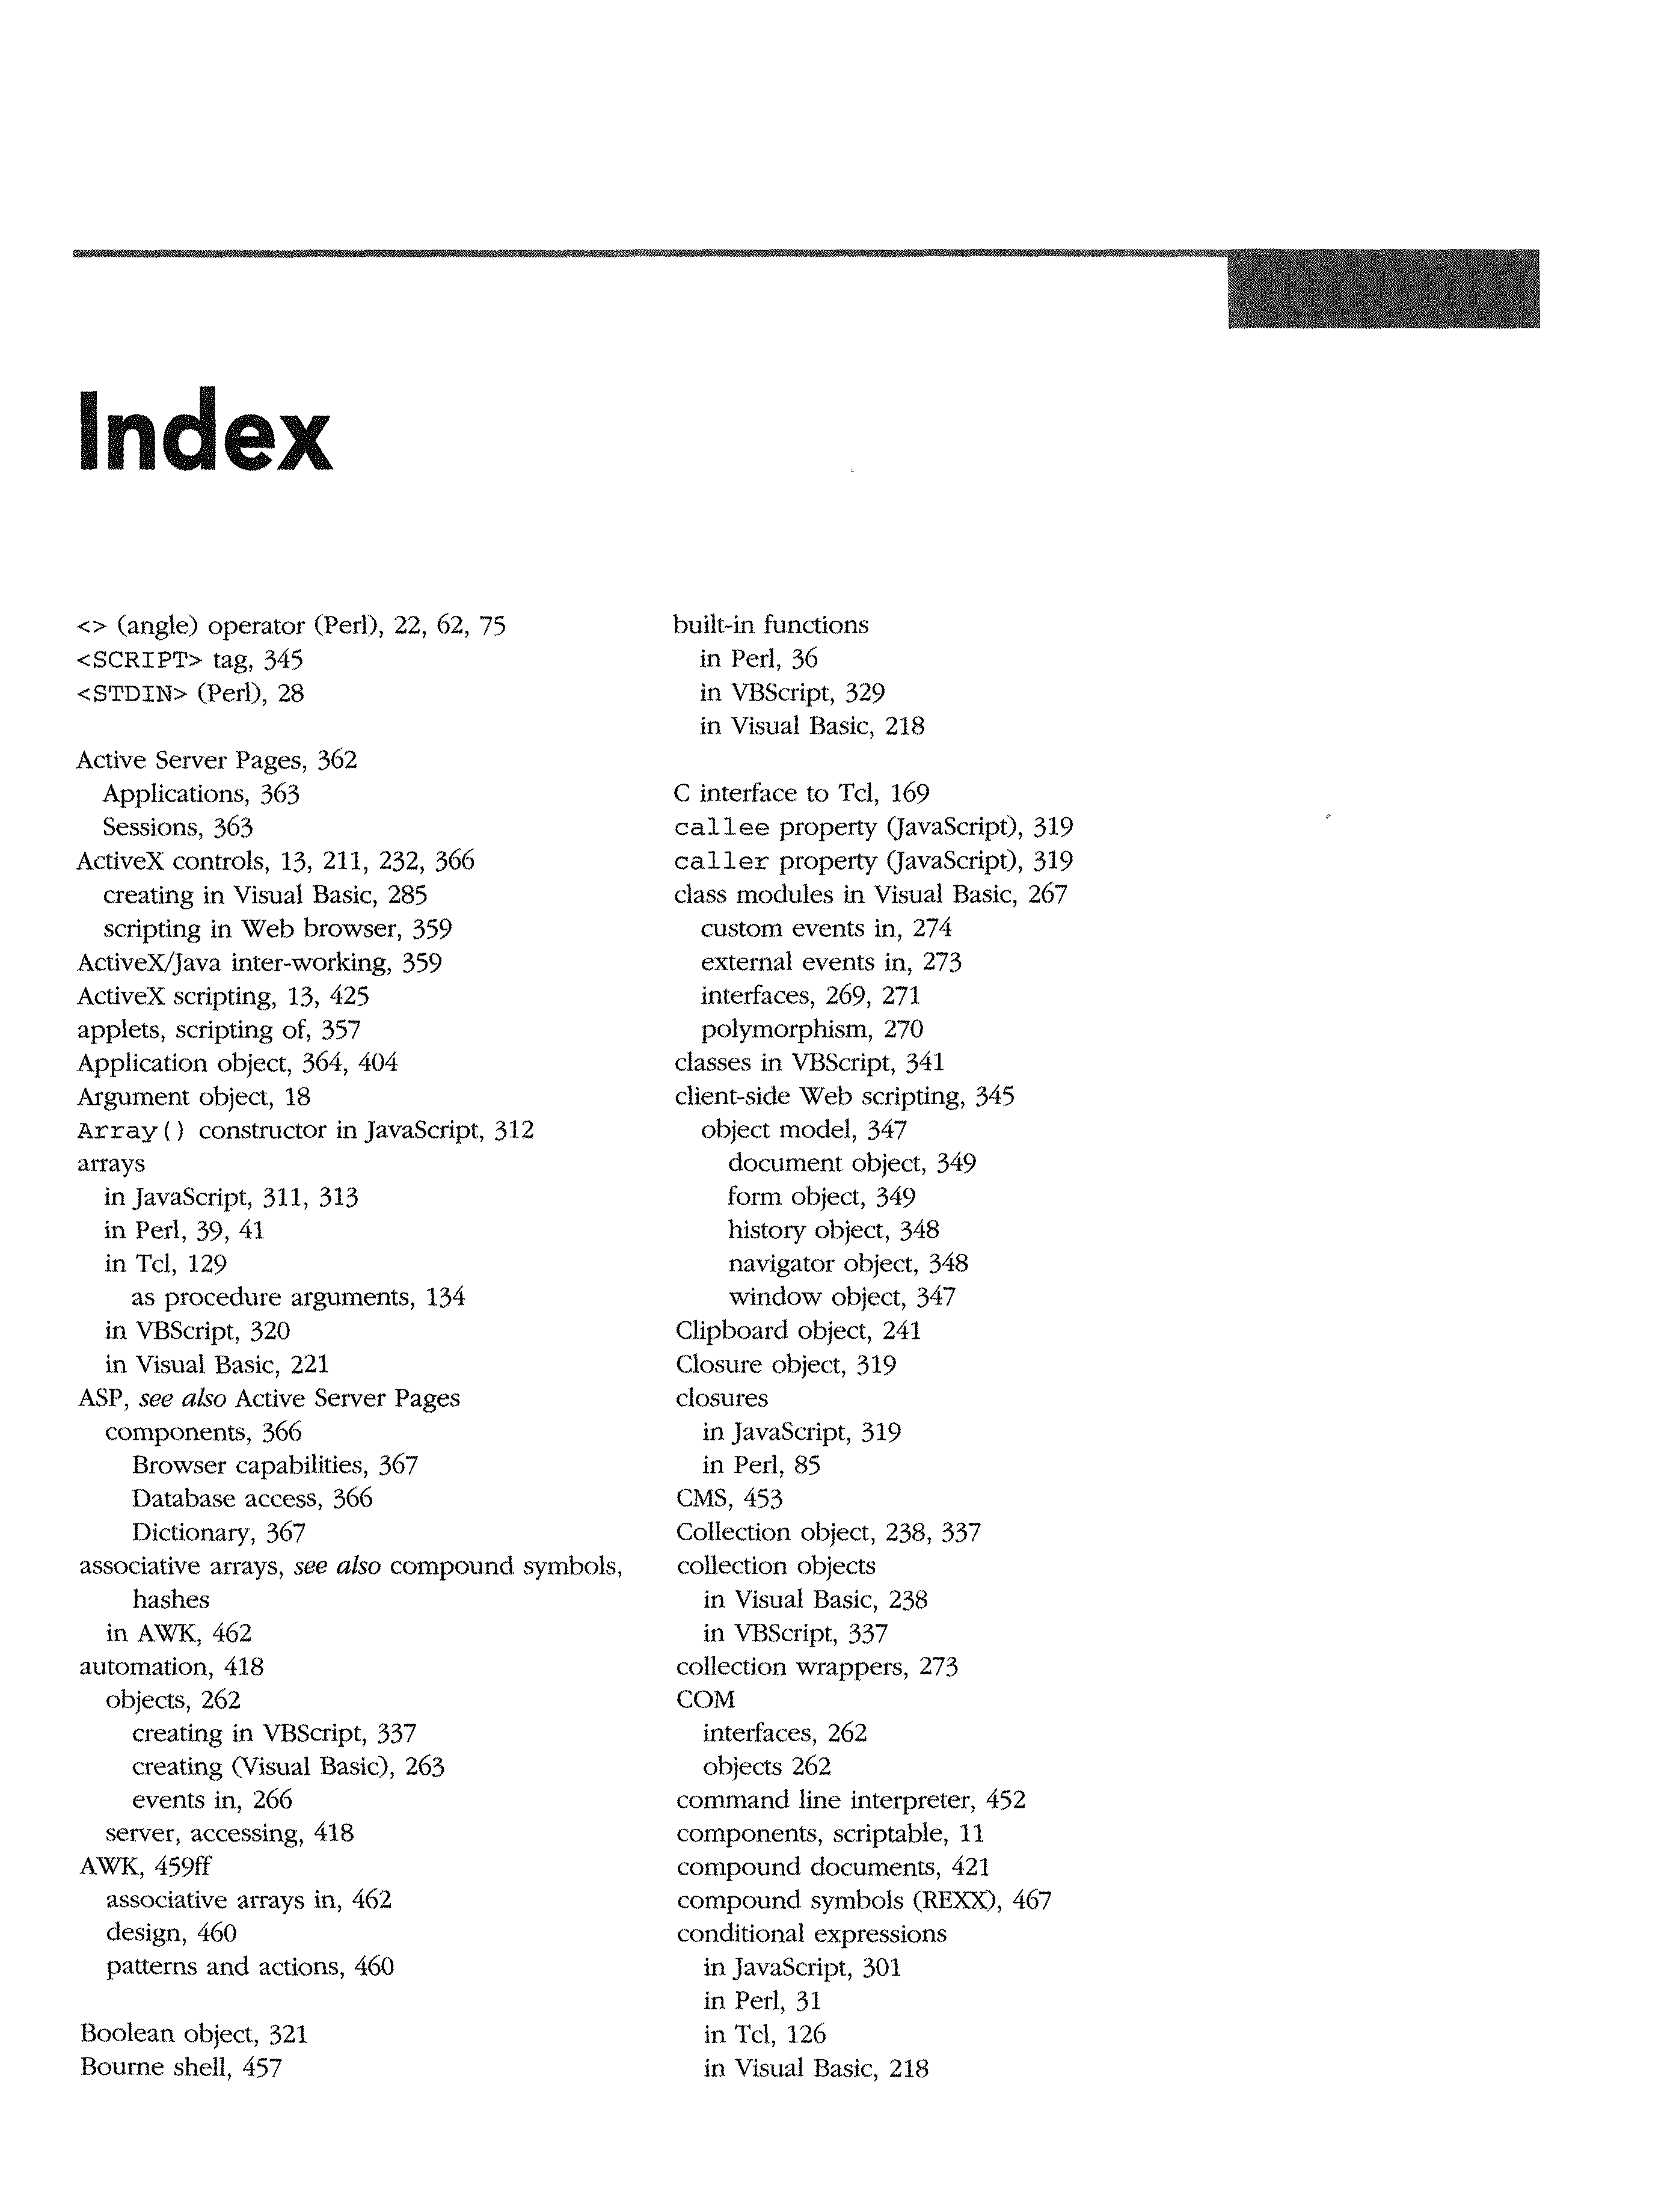 Index
<> (angle) operator (Perl), 22, 62, 75
<SCRIPT> tag, 345
<STDIN> (Perl), 28
Active Server Pages, 362
Applications, 363
Sessions, 363
ActiveX controls, 13, 211, 232, 366
creating in Visual Basic, 285
scripting in Web browser, 359
ActiveX/Java inter-working, 359
ActiveX scripting, 13, 425
applets, scripting of, 357
Application object, 364, 404
Argument object, 18
Array() constructor in JavaScript, 312
arrays
in JavaScript, 311, 313
in Perl, 39, 41
in Tcl, 129
as procedure arguments, 134
in VBScript, 320
in Visual Basic, 221
ASP, see also Active Server Pages
components, 366
Browser capabilities, 367
Database access, 366
Dictionary, 367
associative arrays, see also compound symbols,
hashes
in AWK, 462
automation, 418
objects, 262
creating in VBScript, 337
creating (Visual Basic), 263
events in, 266
server, accessing, 418
AWK, 459ff
associative arrays in, 462
design, 460
patterns and actions, 460
Boolean object, 321
Bourne shell, 457
built-in functions
in Perl, 36
in VBScript, 329
in Visual Basic, 218
C interface to Tcl, 169
callee property (JavaScript), 319
caller property (JavaScript), 319
class modules in Visual Basic, 267
custom events in, 274
external events in, 273
interfaces, 269, 271
polymorphism, 270
classes in VBScript, 341
client-side Web scripting, 345
object model, 347
document object, 349
form object, 349
history object, 348
navigator object, 348
window object, 347
Clipboard object, 241
Closure object, 319
closures
in JavaScript, 319
in Perl, 85
CMS, 453
Collection object, 238, 337
collection objects
in Visual Basic, 238
in VBScript, 337
collection wrappers, 273
COM
interfaces, 262
objects 262
command line interpreter, 452
components, scriptable, 11
compound documents, 421
compound symbols (REXX), 467
conditional expressions
in JavaScript, 301
in Perl, 31
in Tcl, 126
in Visual Basic, 218